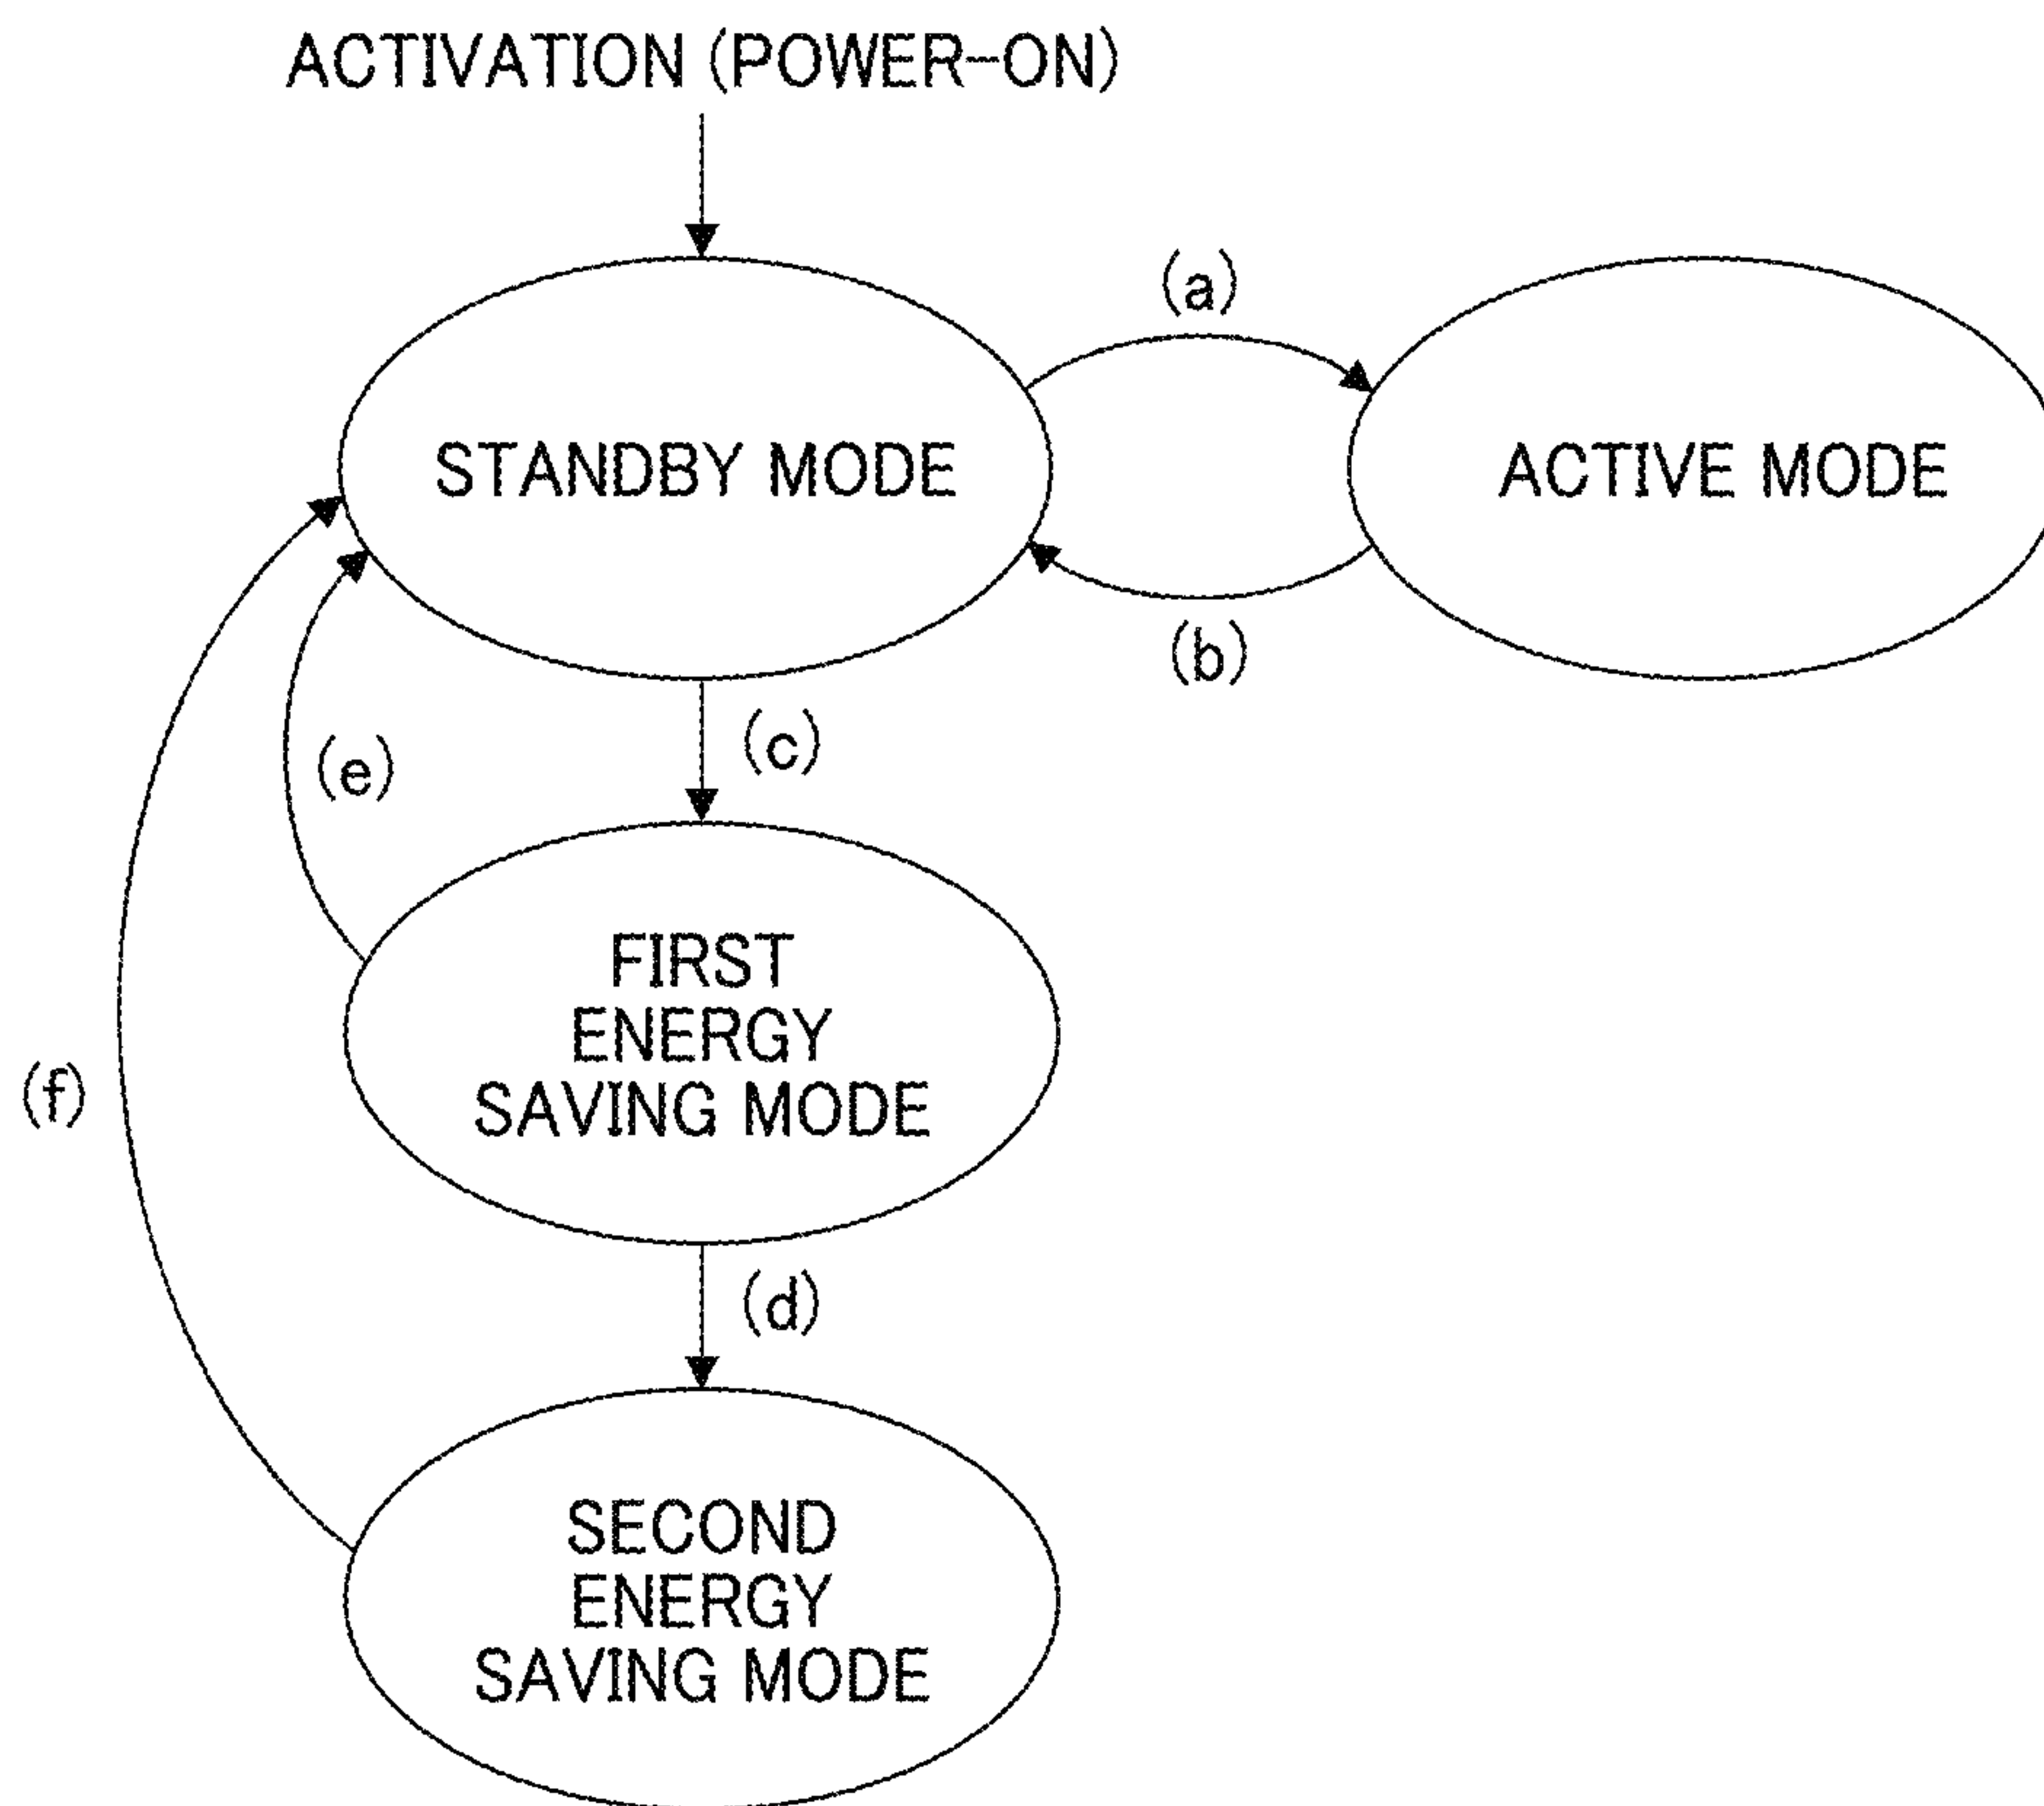 ACTIVATION (POWER-ON)
(a)
STANDBY MODE
ACTIVE MODE
(b)
(c)
(e)
FIRST
ENERGY
SAVING MODE
(f)
(d)
SECOND
ENERGY
SAVING MODE